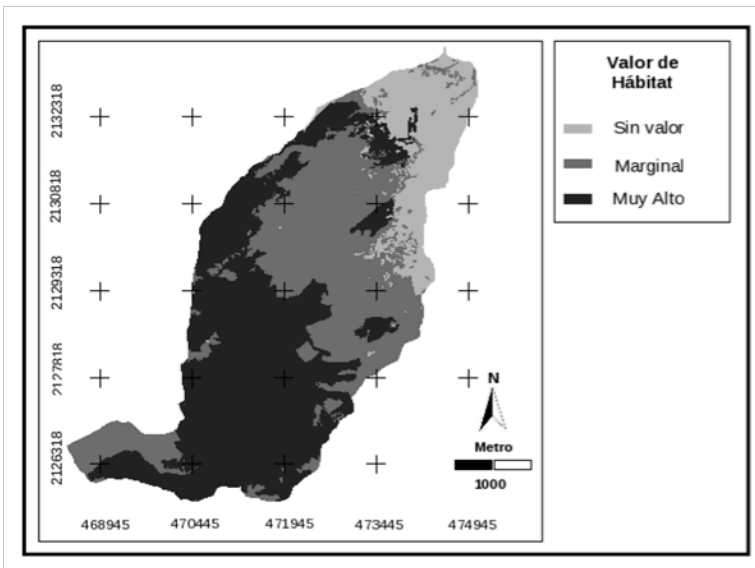 Valor de
Hábitat
Sin valor
Marginal
Muy Alto
2132318
2130818
2129318
2127818
2126318
N
Metro
1000
468945
470445
471945
473445
474945